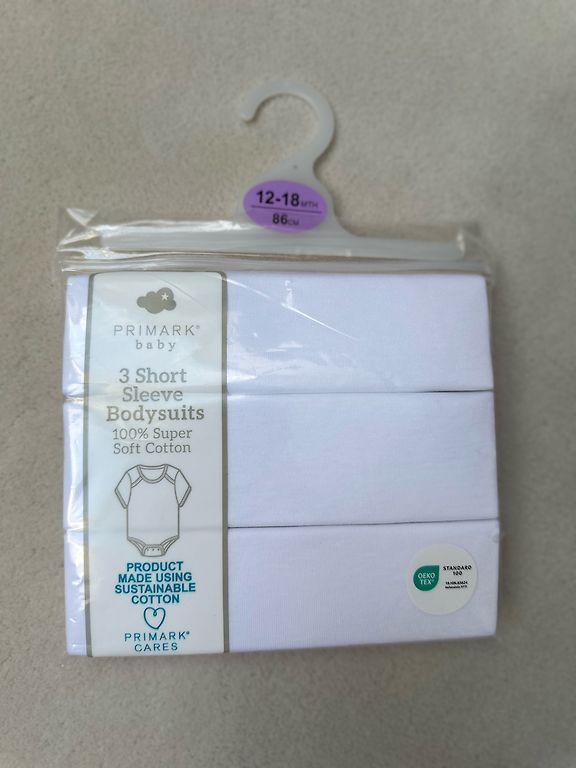 12-18 MTH
86 CM
PRIMARK®
baby
3 Short
Sleeve
Bodysuits
100% Super
Soft Cotton
PRODUCT
MADE USING
SUSTAINABLE
COTTON
PRIMARK®
CARES
OEKO
TEX®
STANDARD
100